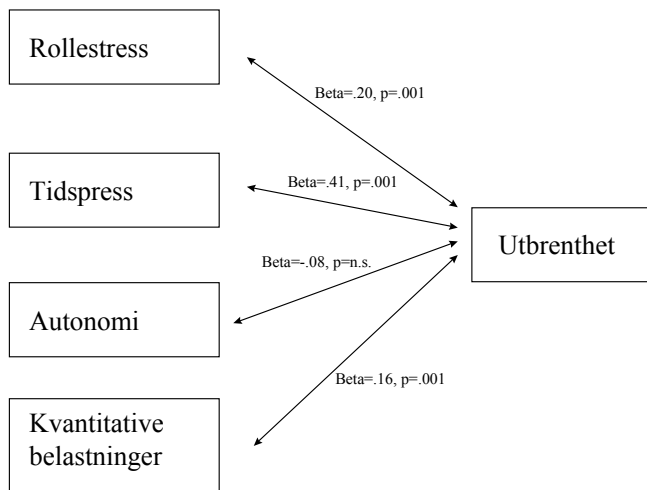 Rollestress
Beta=.20, p=.001
Tidspress
Beta=.41, p=.001
Utbrenthet
Beta=-.08, p=n.s.
Autonomi
Beta=.16, p=.001
Kvantitative
belastninger